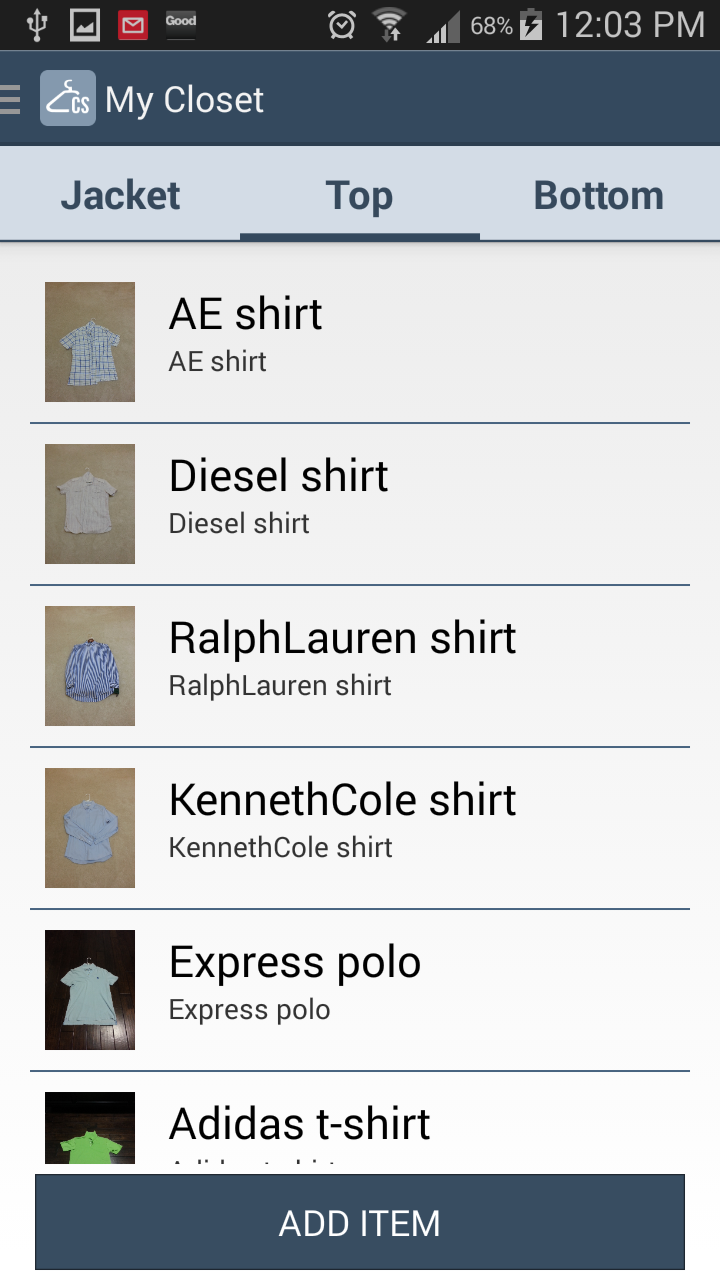 Good 68% 12:03 PM
CS My Closet
Jacket Top Bottom
AE shirt
AE shirt
Diesel shirt
Diesel shirt
RalphLauren shirt
RalphLauren shirt
KennethCole shirt
KennethCole shirt
Express polo
Express polo
Adidas t-shirt
ADD ITEM